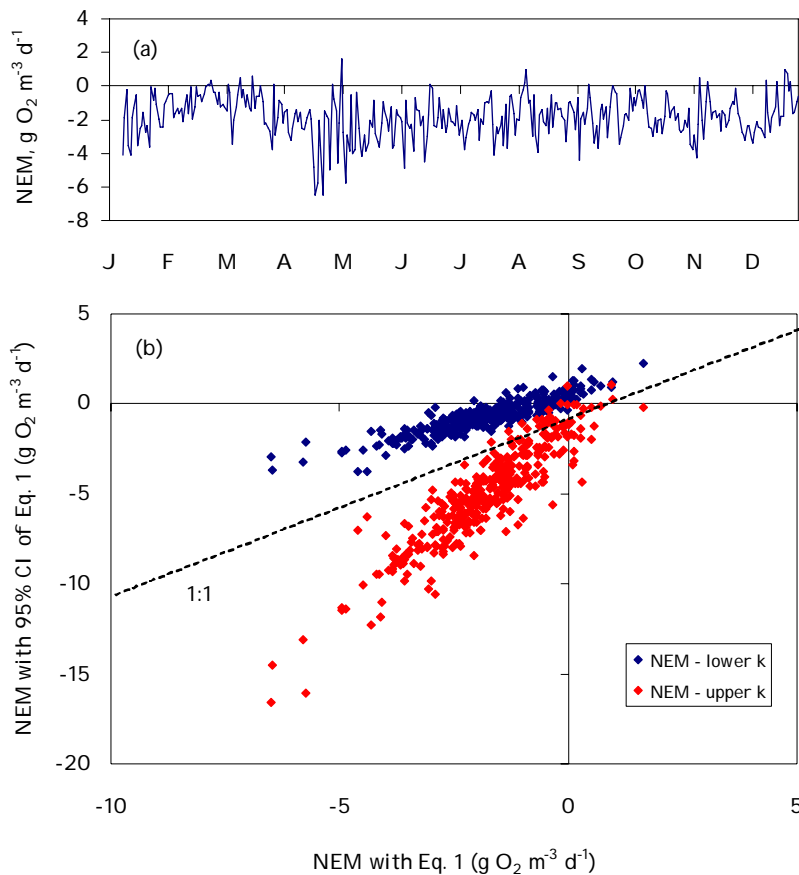 (a)
NEM, g O₂ m⁻³ d⁻¹
4
2
0
-2
-4
-6
-8
J F M A M J J A S O N D
(b)
NEM with 95% CI of Eq. 1 (g O₂ m⁻³ d⁻¹)
5
0
-5
-10
-15
-20
1:1
NEM - lower k
NEM - upper k
-10 -5 0 5
NEM with Eq. 1 (g O₂ m⁻³ d⁻¹)